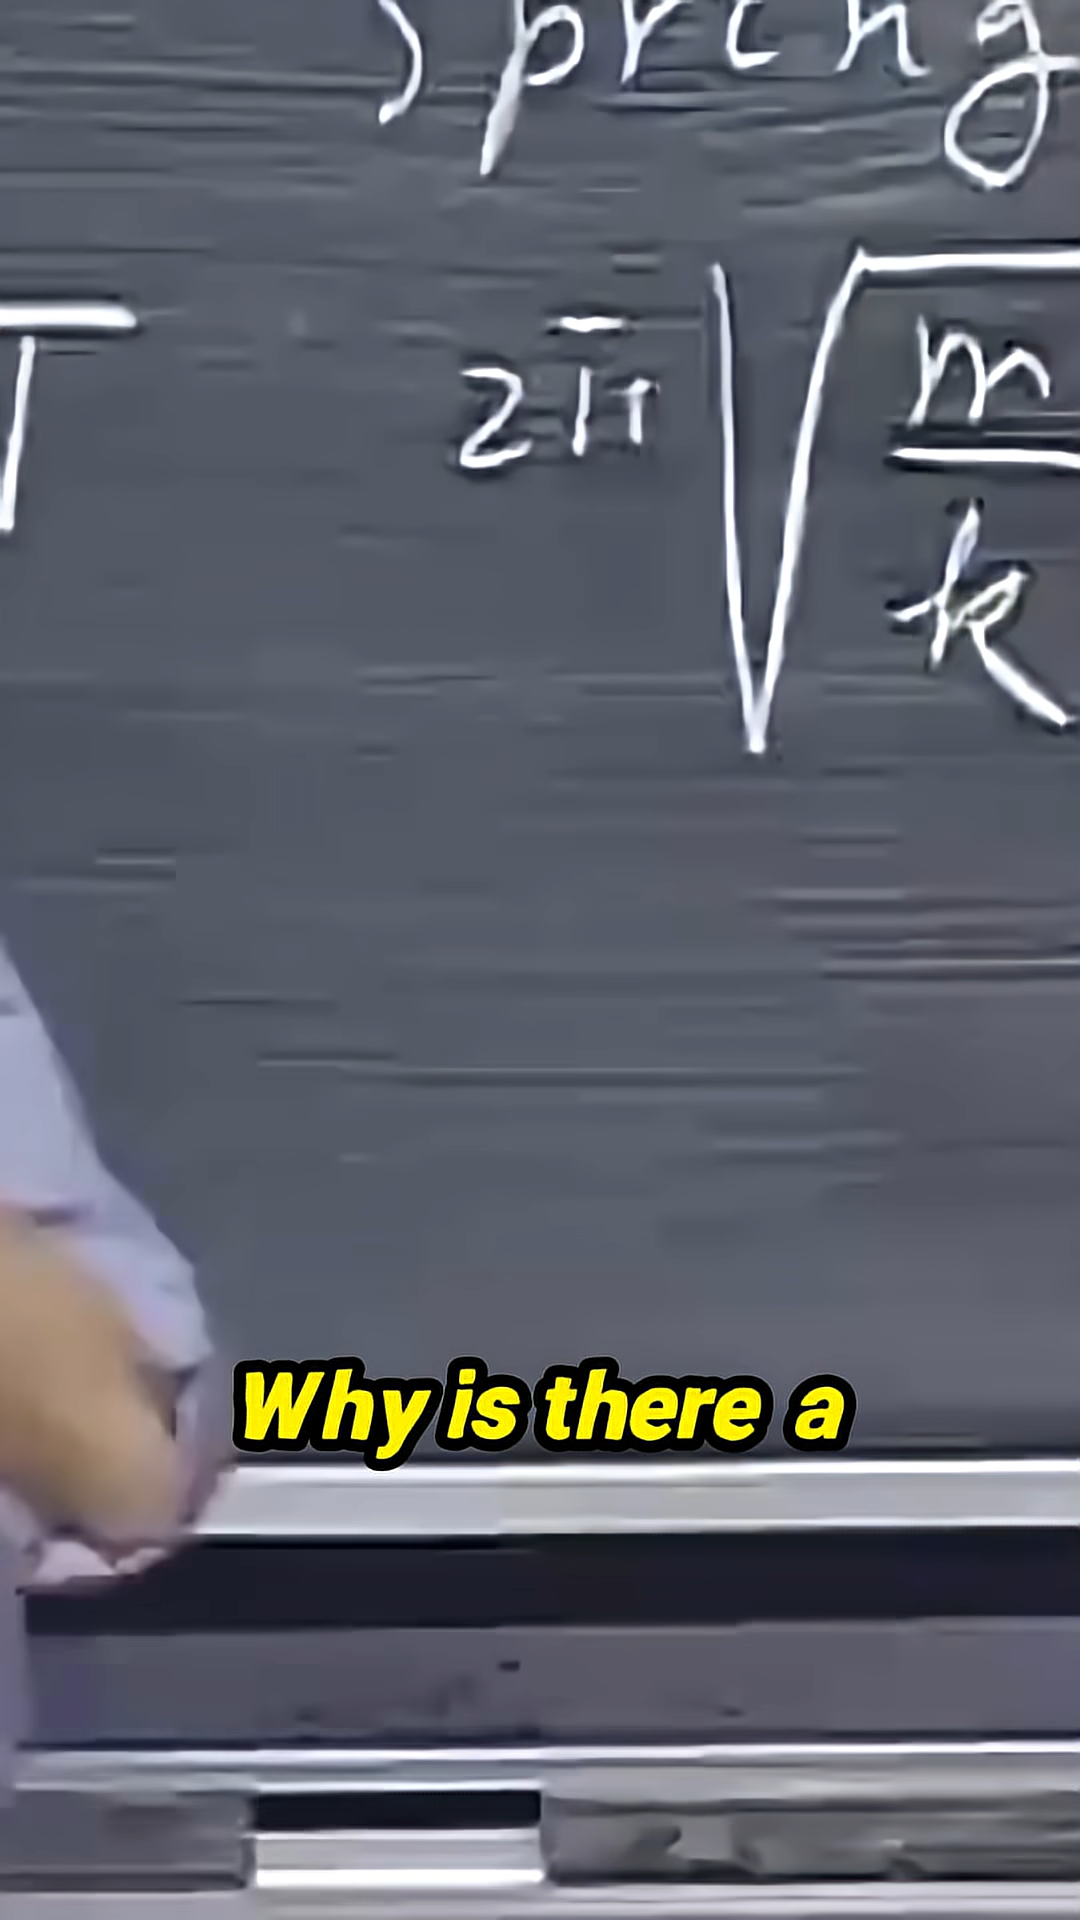 spring
T 2π √ m
k
Why is there a